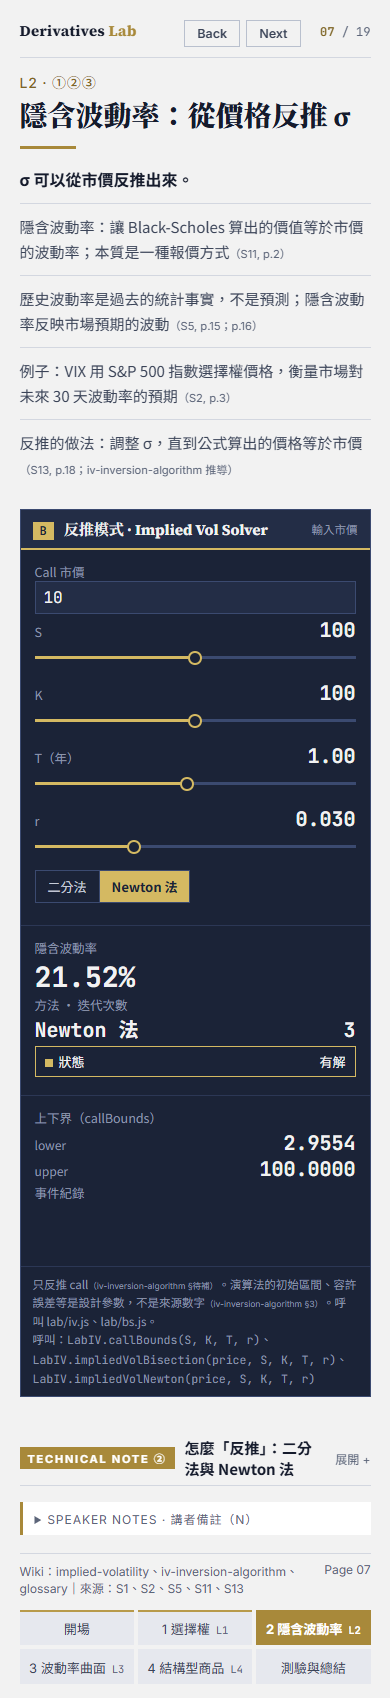 Derivatives Lab
Back
Next
07 / 19
L2 · ①②③
隱含波動率：從價格反推 σ
σ 可以從市價反推出來。
隱含波動率：讓 Black-Scholes 算出的價值等於市價
的波動率；本質是一種報價方式（S11, p.2）
歷史波動率是過去的統計事實，不是預測；隱含波動
率反映市場預期的波動（S5, p.15；p.16）
例子：VIX 用 S&P 500 指數選擇權價格，衡量市場對
未來 30 天波動率的預期（S2, p.3）
反推的做法：調整 σ，直到公式算出的價格等於市價
（S13, p.18；iv-inversion-algorithm 推導）
B 反推模式 · Implied Vol Solver 輸入市價
Call 市價
10
S 100
K 100
T（年） 1.00
r 0.030
二分法 Newton 法
隱含波動率
21.52%
方法 · 迭代次數
Newton 法 3
狀態 有解
上下界（callBounds）
lower 2.9554
upper 100.0000
事件紀錄
只反推 call（iv-inversion-algorithm §待補）。演算法的初始區間、容許
誤差等是設計參數，不是來源數字（iv-inversion-algorithm §3）。呼
叫 lab/iv.js、lab/bs.js。
呼叫：LabIV.callBounds(S, K, T, r)、
LabIV.impliedVolBisection(price, S, K, T, r)、
LabIV.impliedVolNewton(price, S, K, T, r)
TECHNICAL NOTE ②
怎麼「反推」：二分
法與 Newton 法
展開 +
▶ SPEAKER NOTES · 講者備註（N）
Wiki：implied-volatility、iv-inversion-algorithm、
glossary｜來源：S1、S2、S5、S11、S13
Page 07
開場
1 選擇權 L1
2 隱含波動率 L2
3 波動率曲面 L3
4 結構型商品 L4
測驗與總結